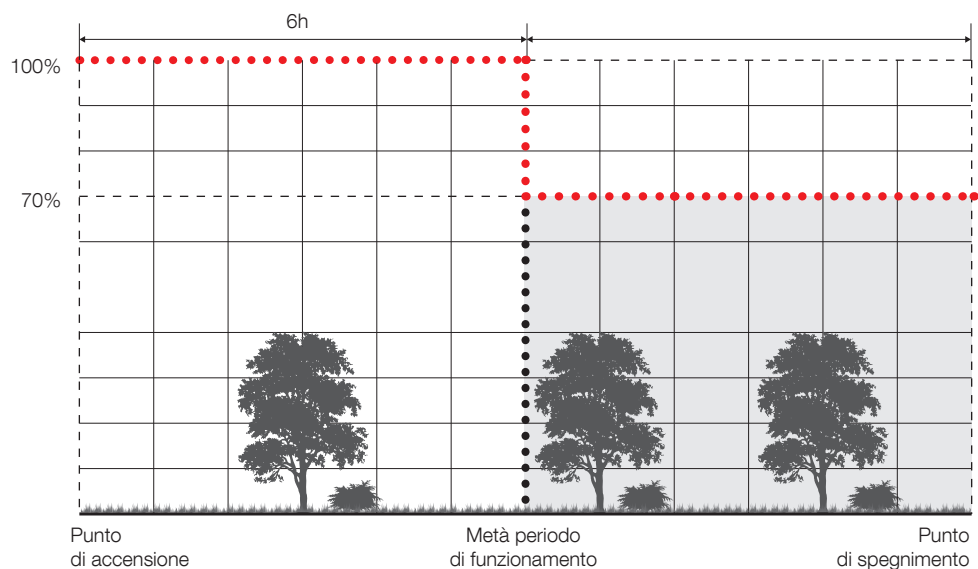 6h
100%
70%
Punto
di accensione
Metà periodo
di funzionamento
Punto
di spegnimento